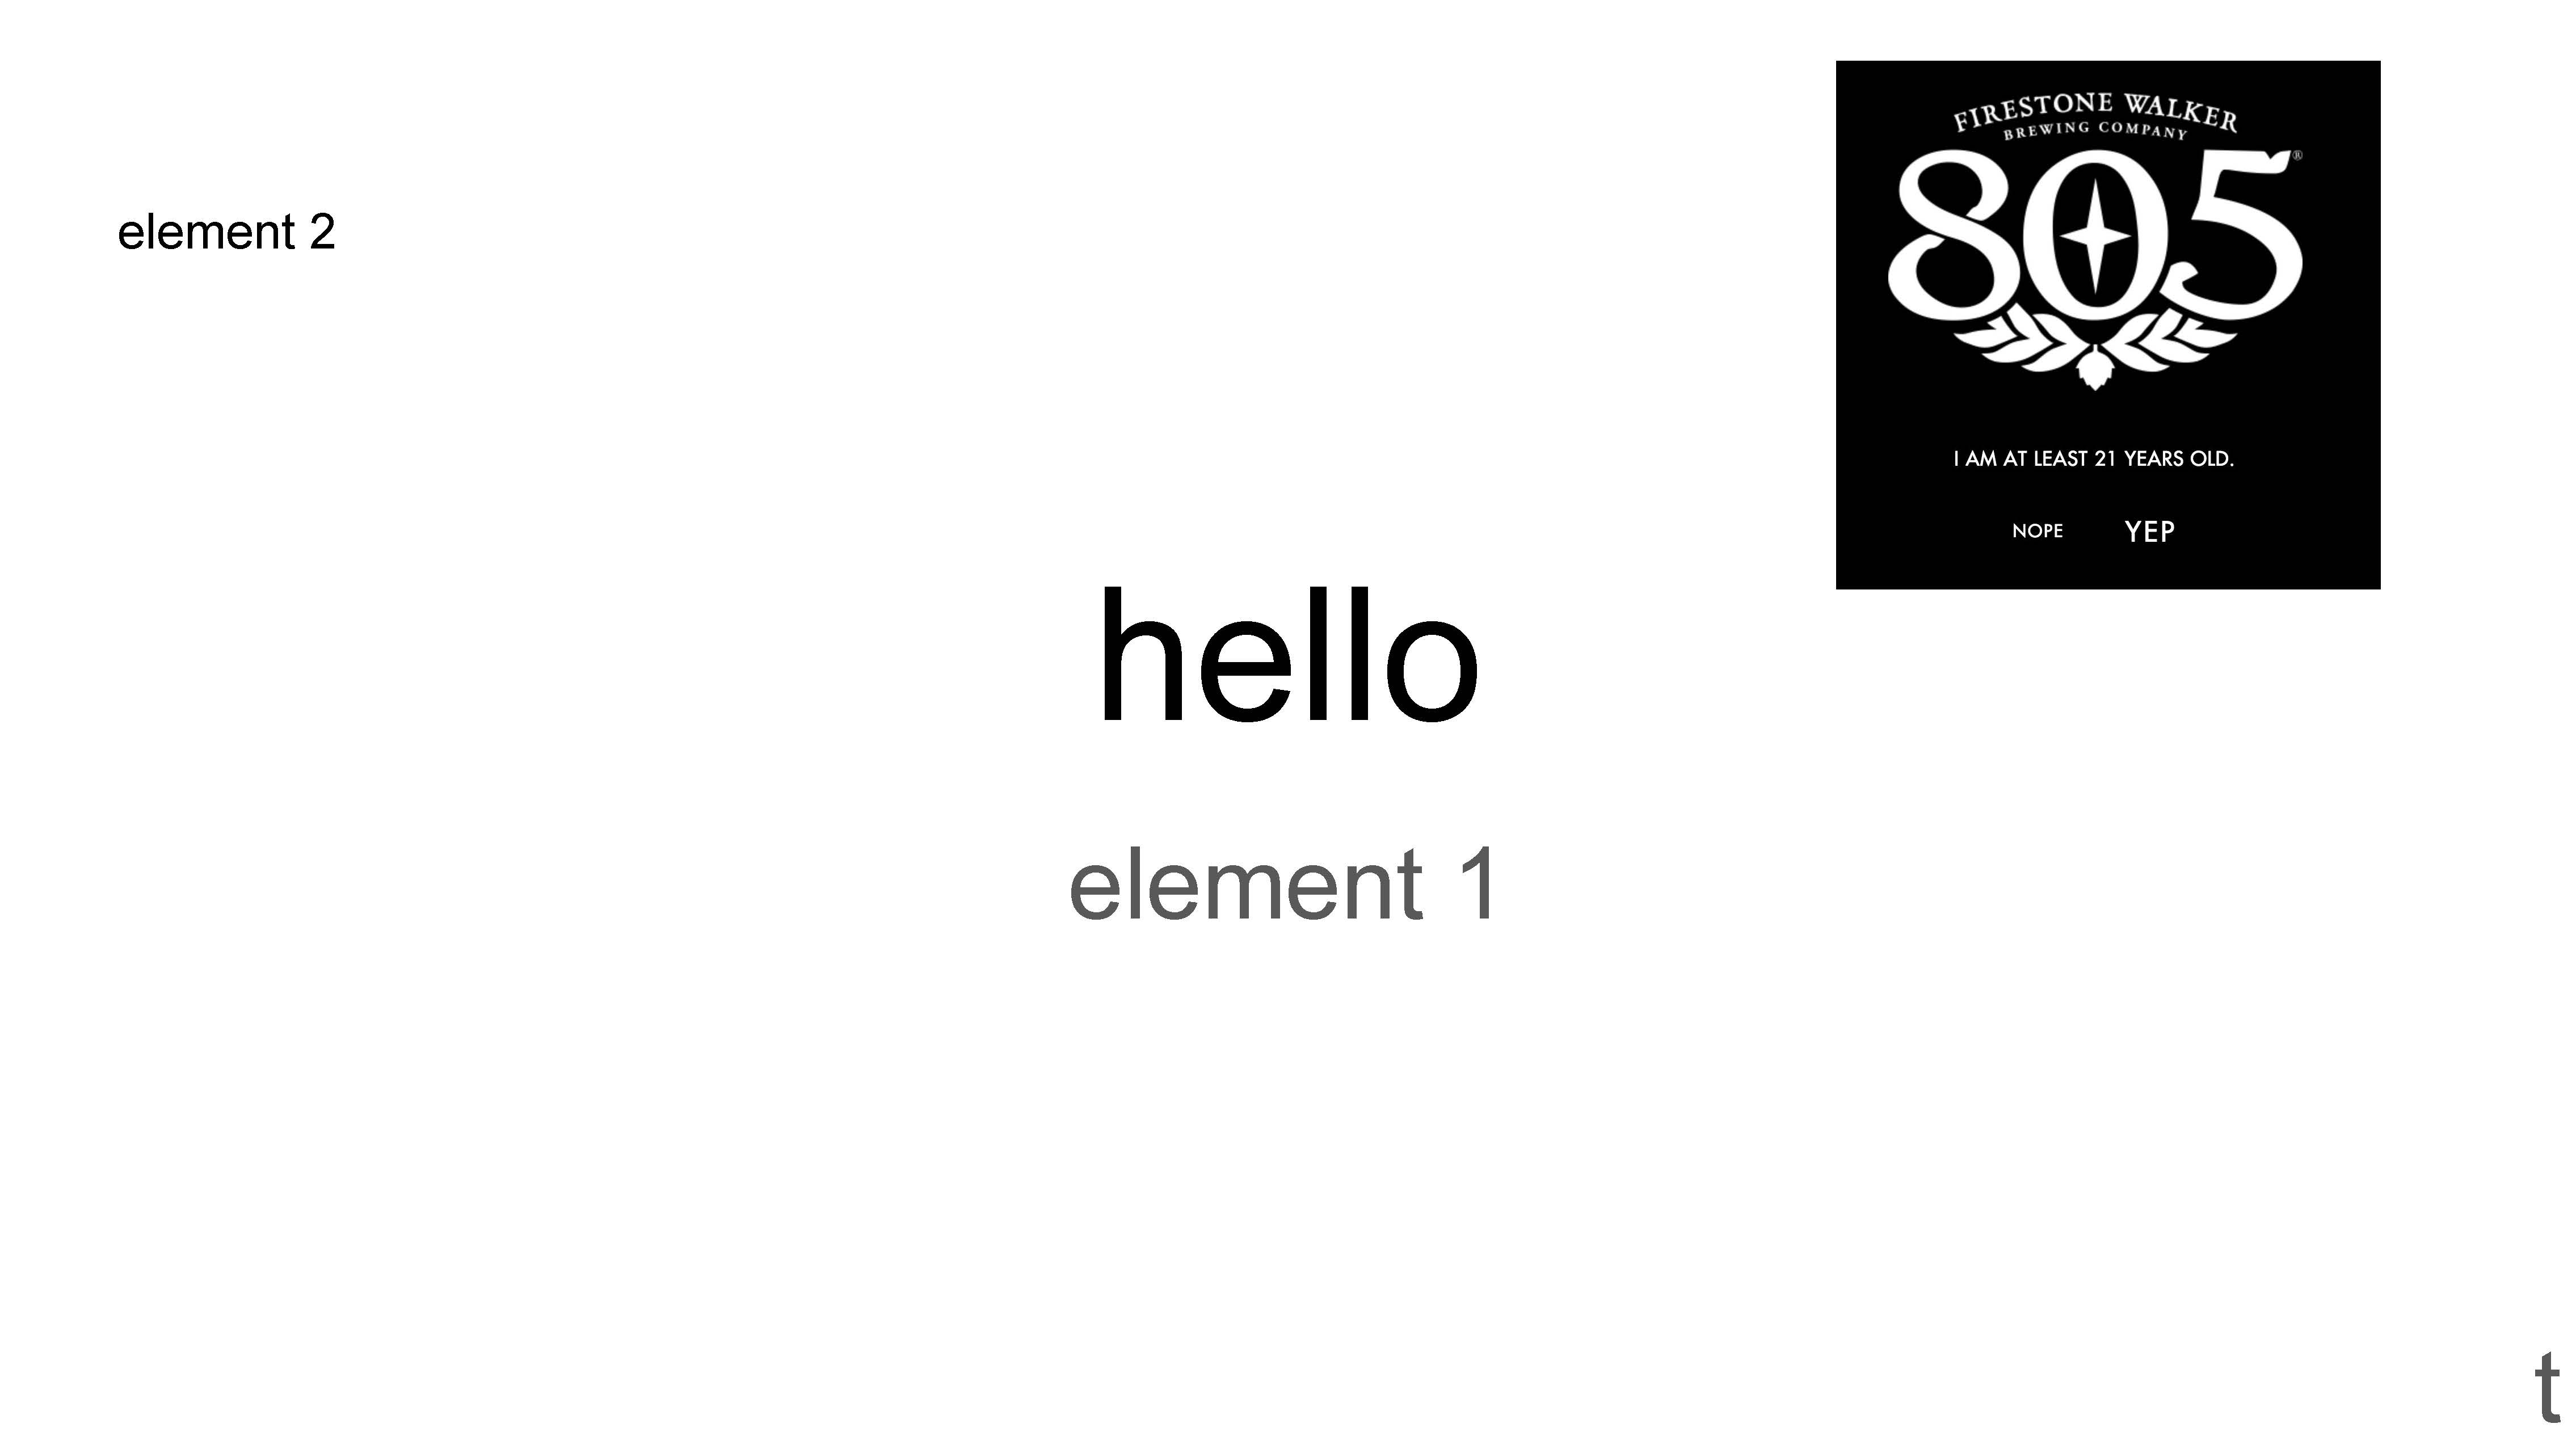 FIRESTONE WALKER
BREWING COMPANY
805®
element 2
I AM AT LEAST 21 YEARS OLD.
NOPE YEP
hello
element 1
t